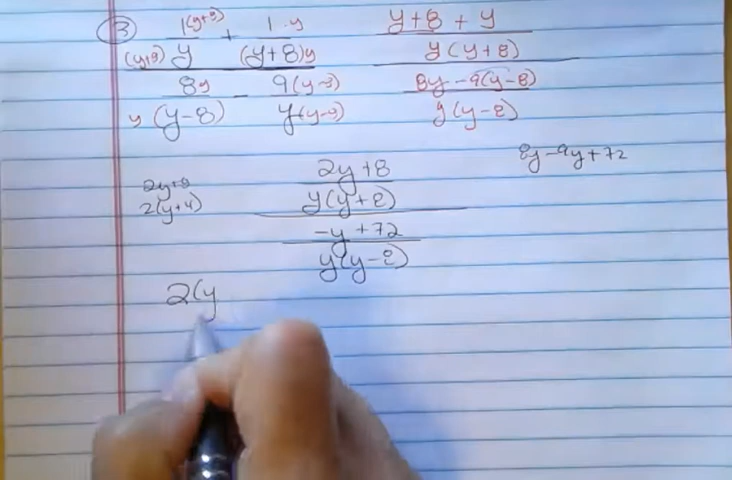 3 1(y+8) + 1·y y+8+y
(y+8) y (y+8)y y(y+8)
8y - 9(y-8) 8y-9(y-8)
y (y-8) y(y-8) y(y-8)
8y-9y+72
2y+8 2y+8
2(y+4) y(y+8)
-y+72
y(y-8)
2(y